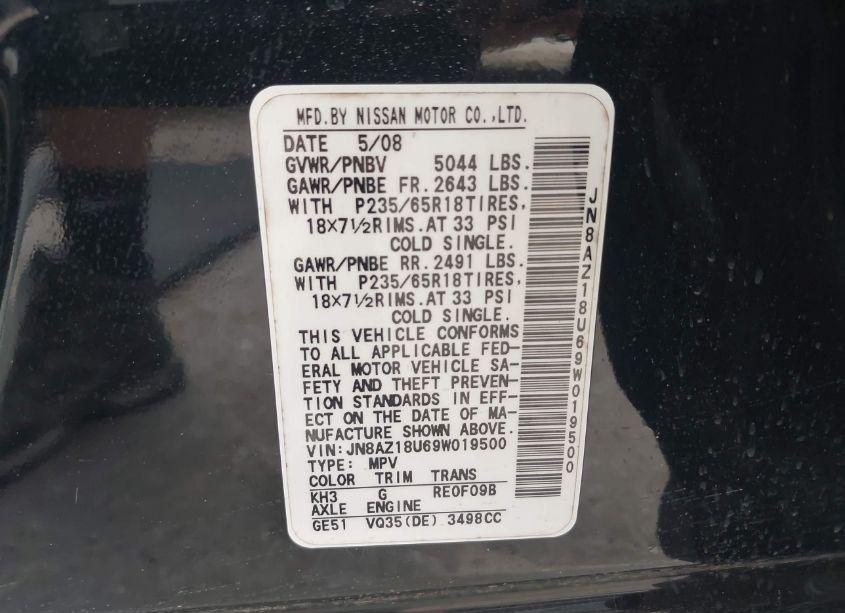 MFD.BY NISSAN MOTOR CO.,LTD.
DATE 5/08
GVWR/PNBV 5044 LBS.
GAWR/PNBE FR.2643 LBS.
WITH P235/65R18TIRES,
18×7½RIMS.AT 33 PSI
COLD SINGLE.
GAWR/PNBE RR.2491 LBS.
WITH P235/65R18TIRES,
18×7½RIMS.AT 33 PSI
COLD SINGLE.
THIS VEHICLE CONFORMS
TO ALL APPLICABLE FED-
ERAL MOTOR VEHICLE SA-
FETY AND THEFT PREVEN-
TION STANDARDS IN EFF-
ECT ON THE DATE OF MA-
NUFACTURE SHOWN ABOVE.
VIN:JN8AZ18U69W019500
TYPE: MPV
COLOR TRIM TRANS
KH3 G RE0F09B
AXLE ENGINE
GE51 VQ35(DE) 3498CC
JN8AZ18U69W019500